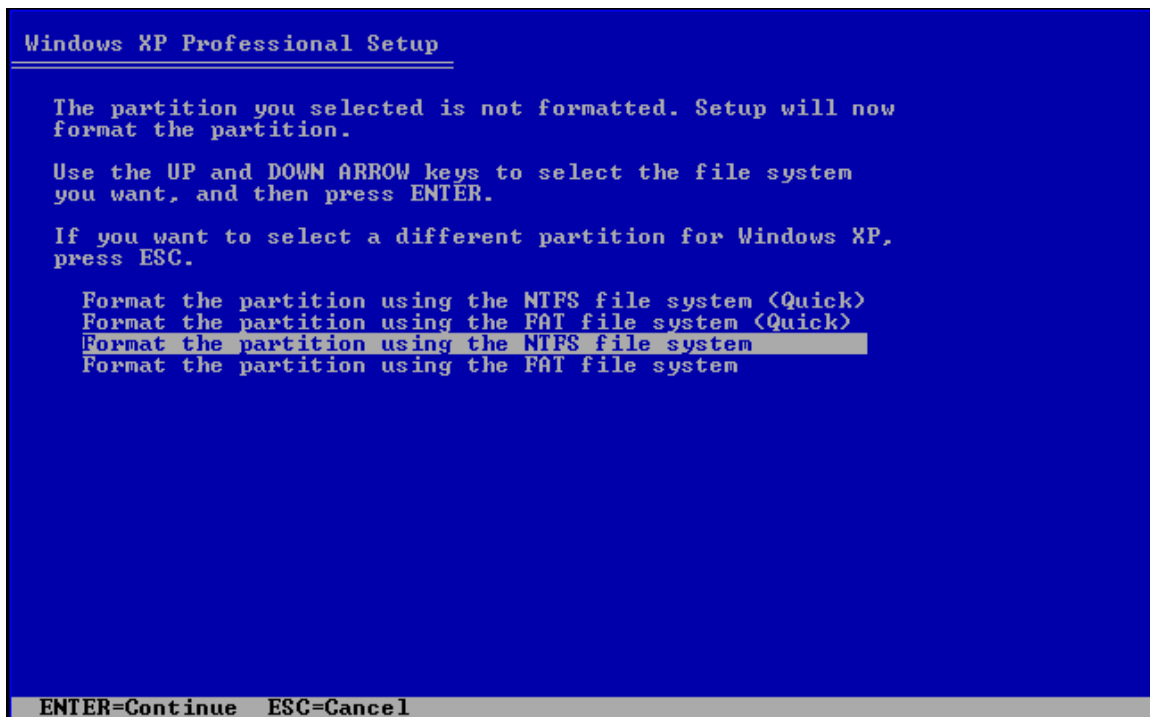 Windows XP Professional Setup
The partition you selected is not formatted. Setup will now
format the partition.
Use the UP and DOWN ARROW keys to select the file system
you want, and then press ENTER.
If you want to select a different partition for Windows XP,
press ESC.
Format the partition using the NTFS file system (Quick)
Format the partition using the FAT file system (Quick)
Format the partition using the NTFS file system
Format the partition using the FAT file system
ENTER=Continue ESC=Cancel